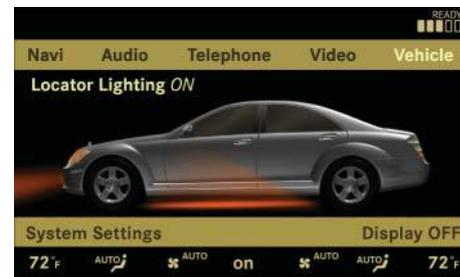 READY
Navi Audio Telephone Video Vehicle
Locator Lighting ON
System Settings Display OFF
72°F AUTO AUTO on AUTO AUTO 72°F